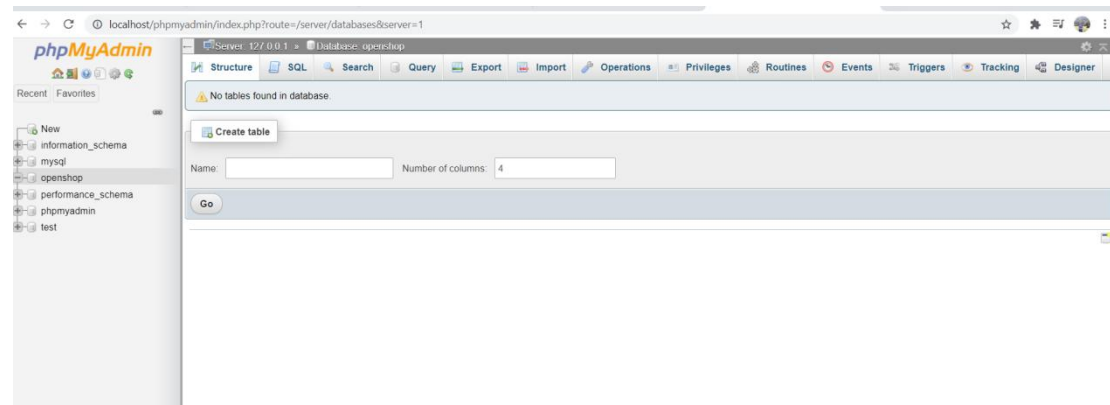 localhost/phpmyadmin/index.php?route=/server/databases&server=1
phpMyAdmin
Server: 127.0.0.1 » Database: openshop
Structure SQL Search Query Export Import Operations Privileges Routines Events Triggers Tracking Designer
Recent Favorites
No tables found in database.
New
information_schema
mysql
openshop
performance_schema
phpmyadmin
test
Create table
Name: Number of columns: 4
Go